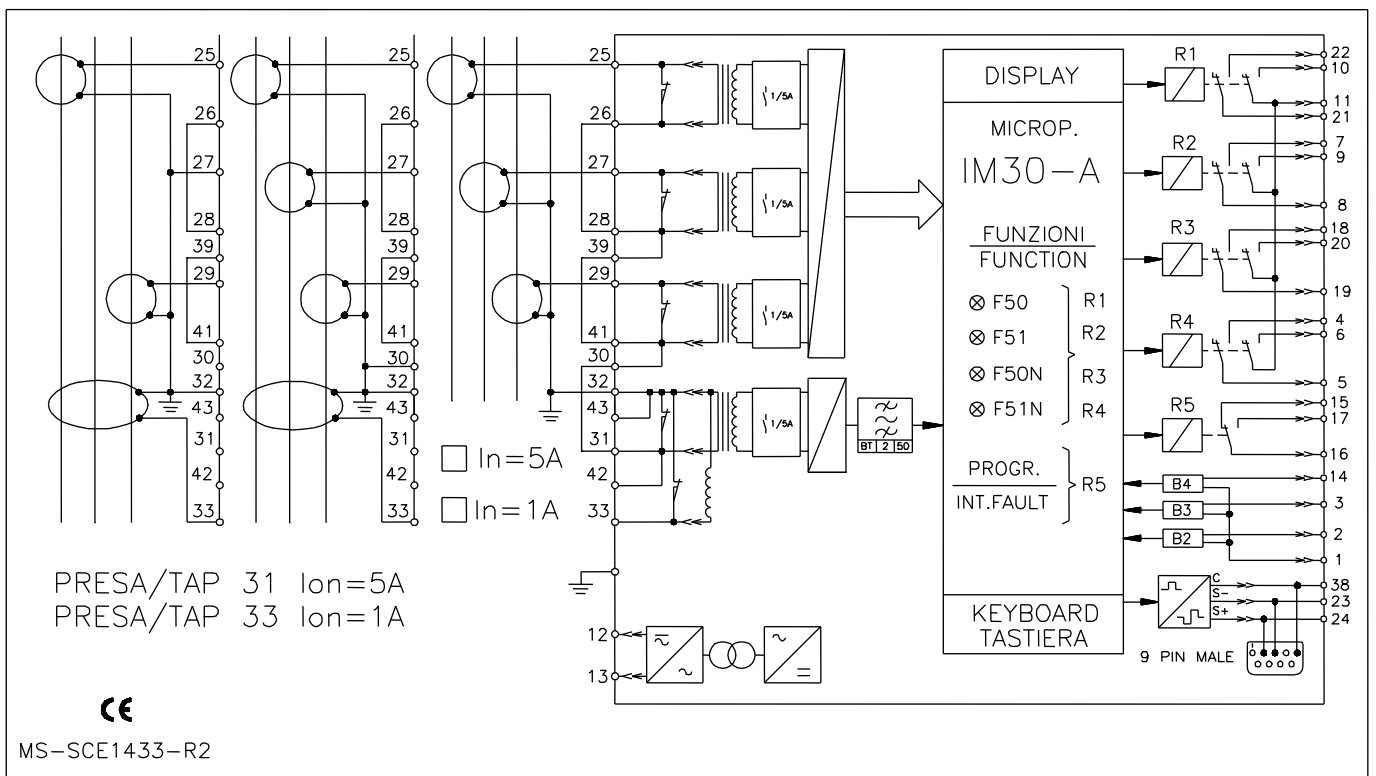 25
26
27
28
39
29
41
30
32
43
31
42
33
25
26
27
28
39
29
41
30
32
43
31
42
33
25
26
27
28
39
29
41
30
32
43
31
42
33
In=5A
In=1A
PRESA/TAP 31 Ion=5A
PRESA/TAP 33 Ion=1A
12
13
1/5A
1/5A
1/5A
1/5A
BT 2 50
DISPLAY
MICROP.
IM30-A
FUNZIONI
FUNCTION
F50
F51
F50N
F51N
R1
R2
R3
R4
PROGR.
INT.FAULT
R5
KEYBOARD
TASTIERA
R1
R2
R3
R4
R5
B4
B3
B2
22
10
11
21
7
9
8
18
20
19
4
6
5
15
17
16
14
3
2
1
C
S-
S+
38
23
24
9 PIN MALE
1
CE
MS-SCE1433-R2